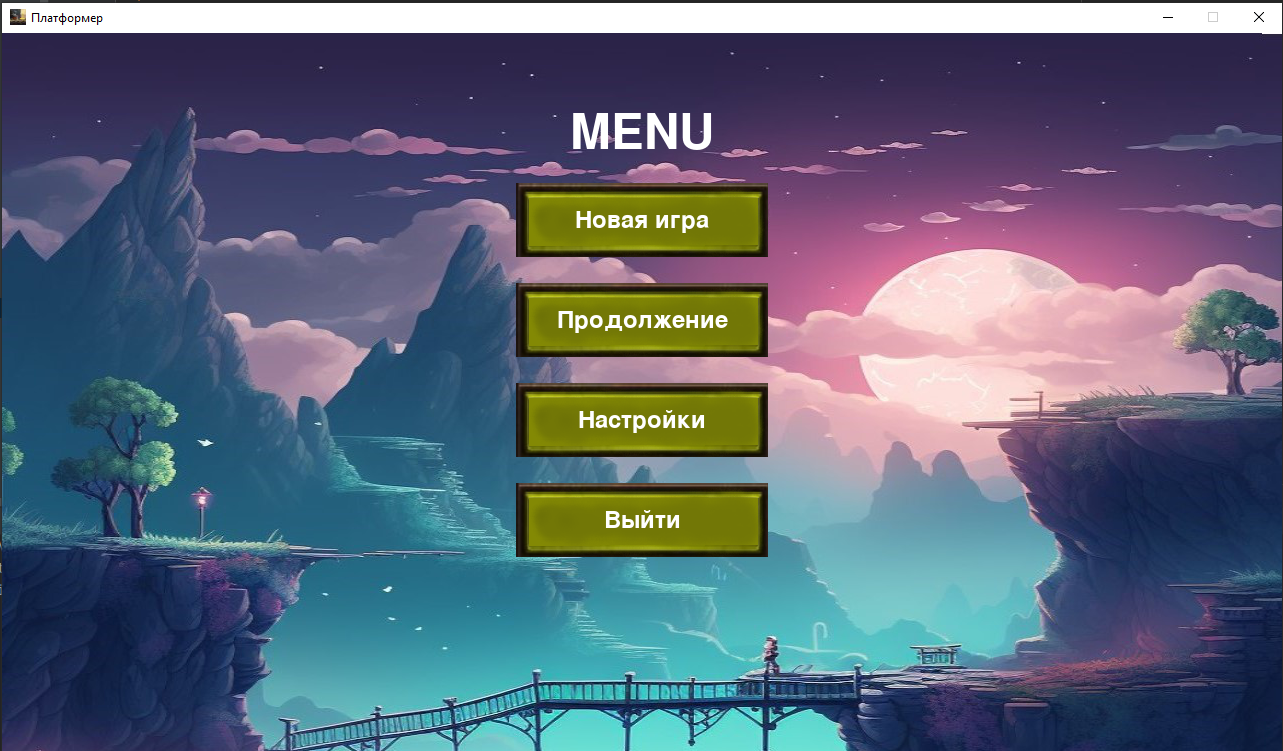 Платформер
MENU
Новая игра
Продолжение
Настройки
Выйти